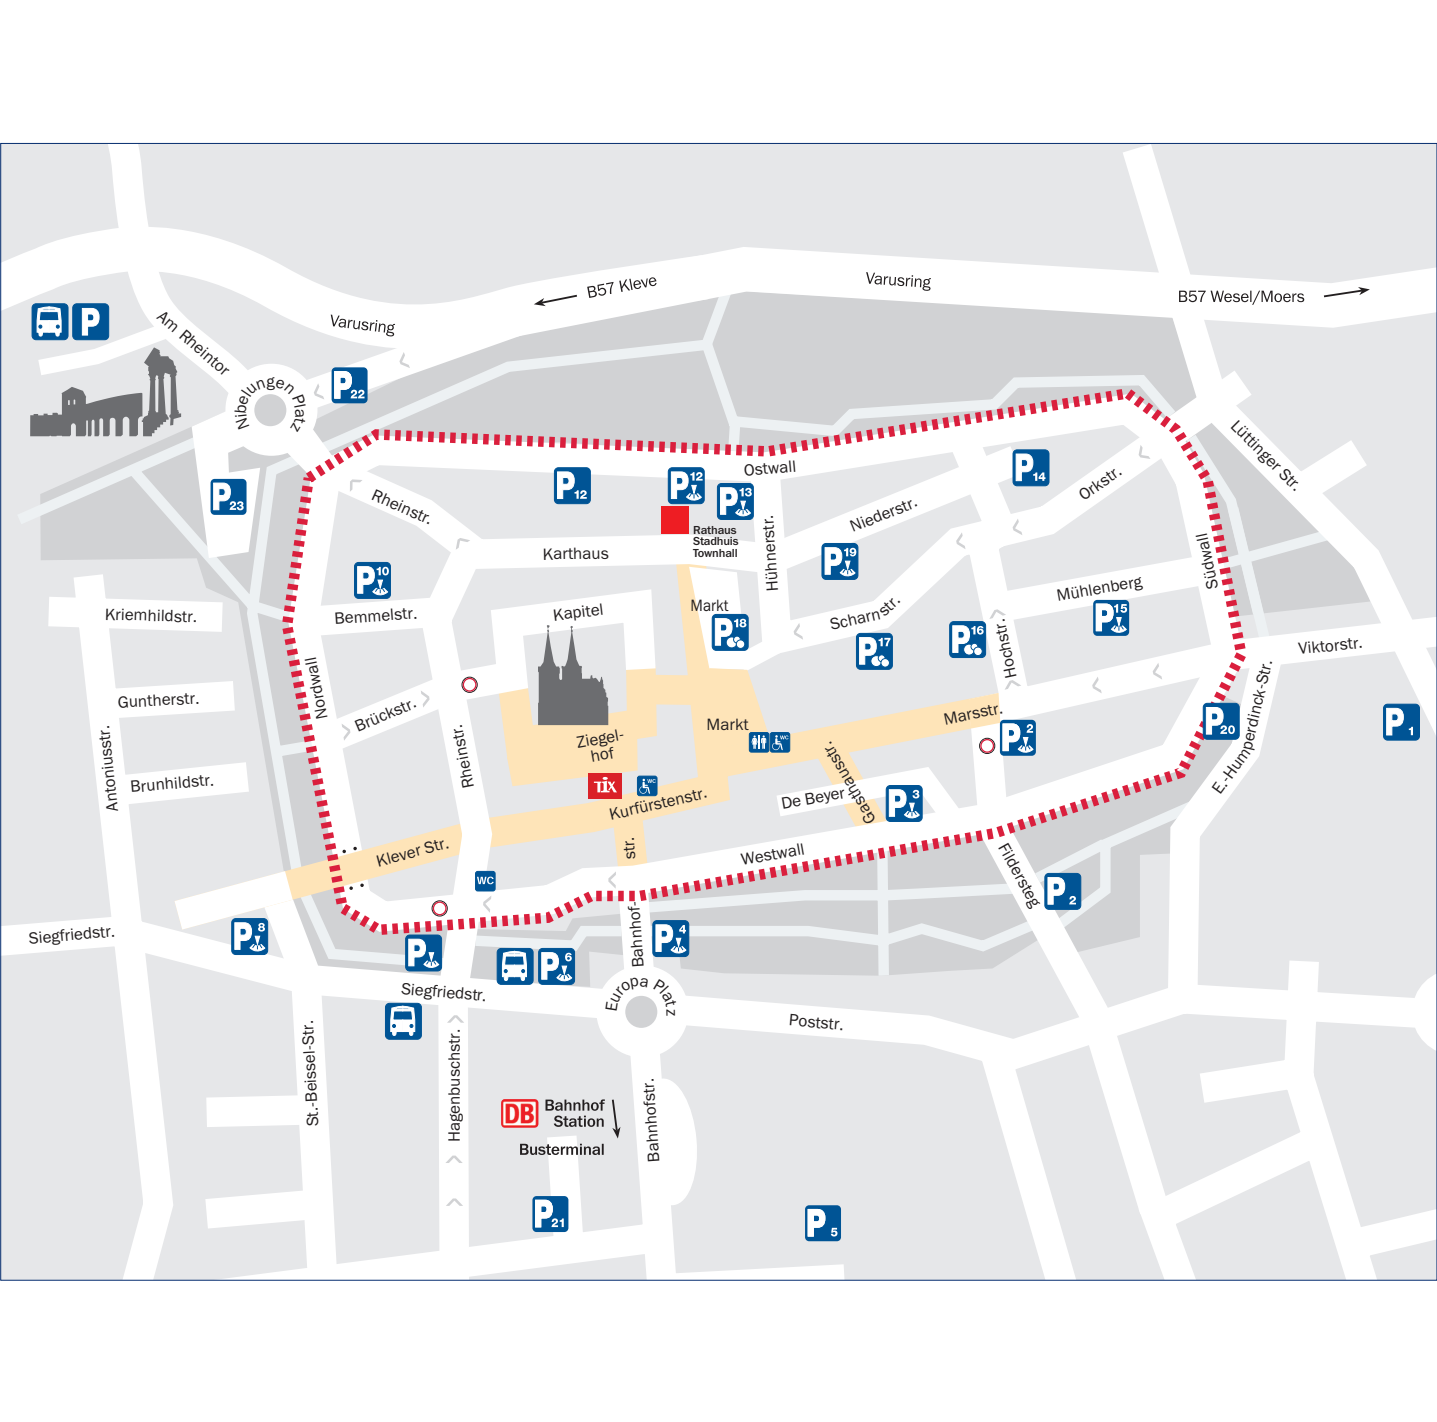 Varusring
B57 Kleve
B57 Wesel/Moers
P
Am Rheintor
Varusring
Nibelungen Platz
P 22
Lüttinger Str.
Ostwall
P 14
P 12
P 12
P 13
P 23
Rheinstr.
Orkstr.
Niederstr.
Rathaus
Stadhuis
Townhall
Karthaus
Hühnerstr.
P 19
Südwall
P 10
Mühlenberg
Kriemhildstr.
Bemmelstr.
Kapitel
Markt
P 18
Scharnstr.
P 15
P 16
P 17
Hochstr.
Viktorstr.
Nordwall
Guntherstr.
Brückstr.
Marsstr.
E.-Humperdinck-Str.
Markt
P 20
P 1
Ziegel-
hof
WC
P 2
Antoniusstr.
Rheinstr.
Brunhildstr.
TIX
WC
Kurfürstenstr.
Gasthausstr.
De Beyer
P 3
Klever Str.
str.
Westwall
Fildersteg
P 2
WC
Siegfriedstr.
P 8
P
P 6
Bahnhof-
P 4
Siegfriedstr.
Europa Platz
Poststr.
St.-Beissel-Str.
Hagenbuschstr.
DB
Bahnhof
Station
Busterminal
Bahnhofstr.
P 21
P 5